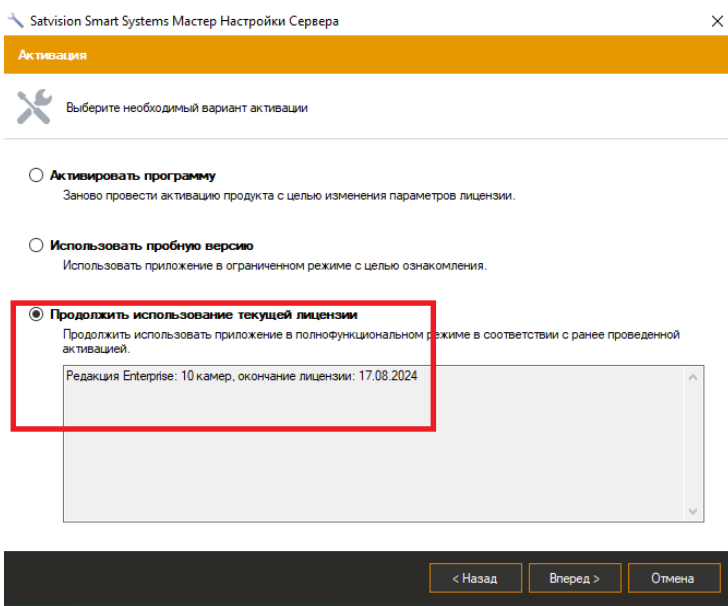 Satvision Smart Systems Мастер Настройки Сервера
Активация
Выберите необходимый вариант активации
Активировать программу
Заново провести активацию продукта с целью изменения параметров лицензии.
Использовать пробную версию
Использовать приложение в ограниченном режиме с целью ознакомления.
Продолжить использование текущей лицензии
Продолжить использовать приложение в полнофункциональном режиме в соответствии с ранее проведенной
активацией.
Редакция Enterprise: 10 камер, окончание лицензии: 17.08.2024
< Назад
Вперед >
Отмена